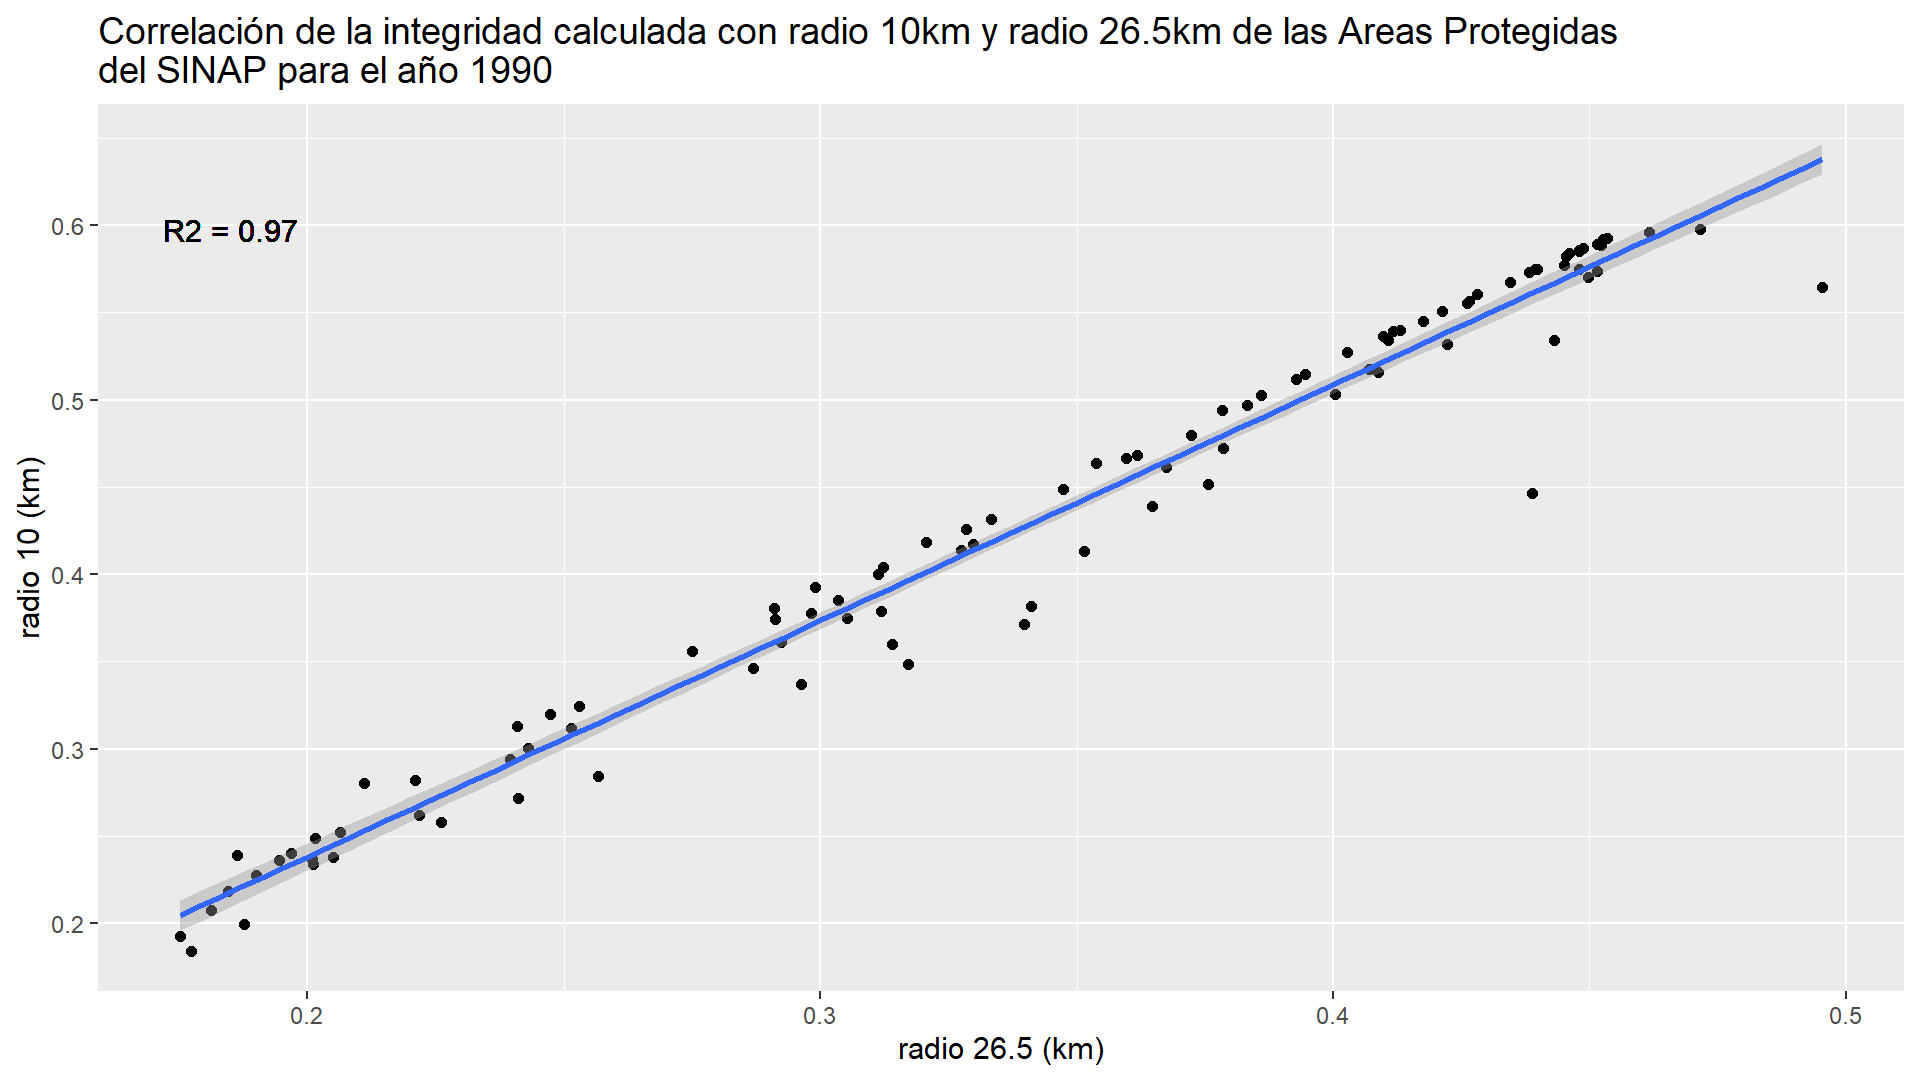 Correlación de la integridad calculada con radio 10km y radio 26.5km de las Areas Protegidas
del SINAP para el año 1990
R2 = 0.97
0.6
0.5
0.4
0.3
0.2
radio 10 (km)
0.2
0.3
0.4
0.5
radio 26.5 (km)